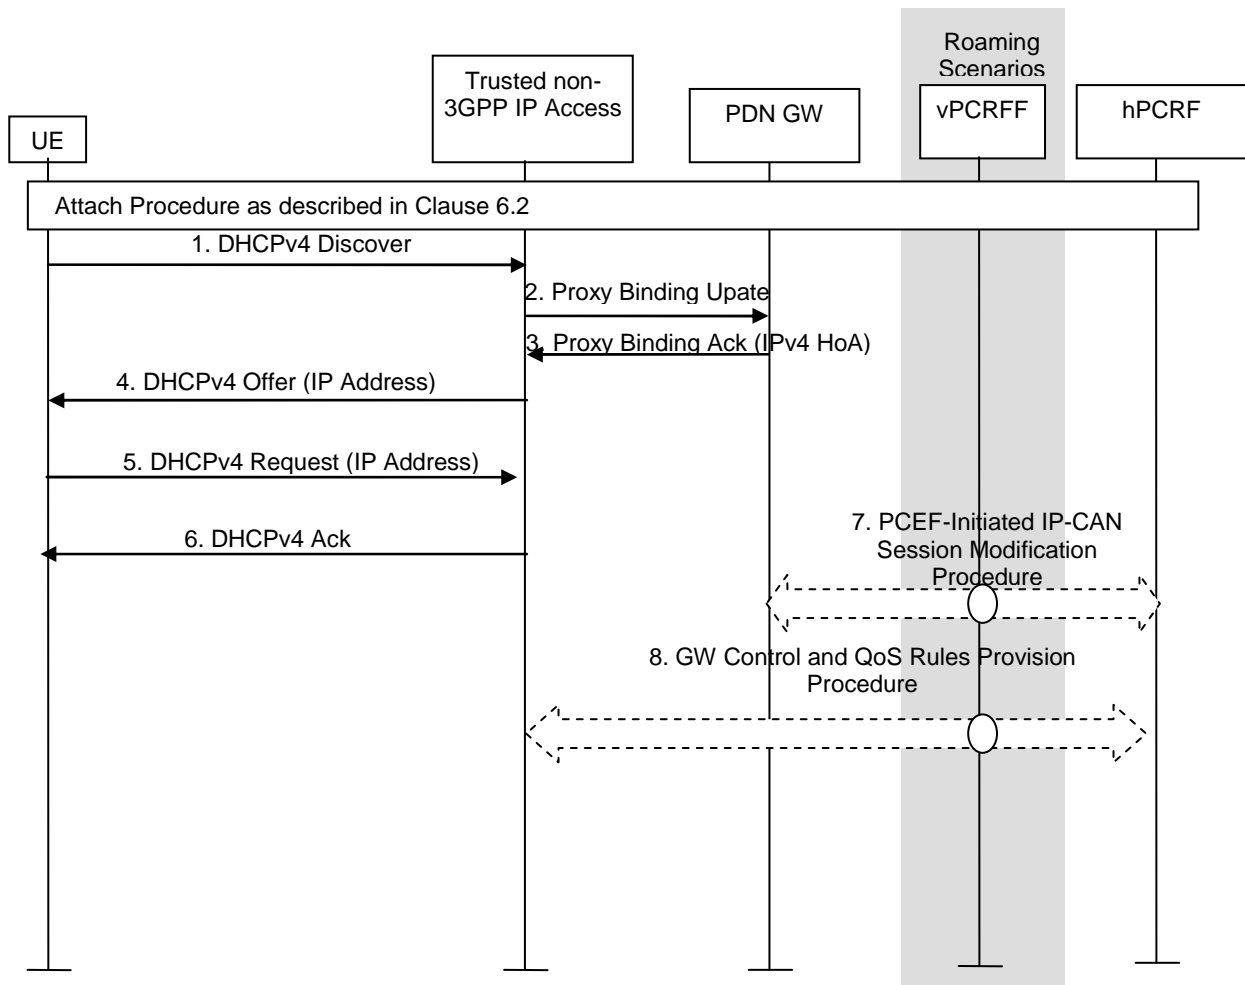 Roaming
Scenarios
Trusted non-
3GPP IP Access
PDN GW
vPCRFF
hPCRF
UE
Attach Procedure as described in Clause 6.2
1. DHCPv4 Discover
2. Proxy Binding Upate
3. Proxy Binding Ack (IPv4 HoA)
4. DHCPv4 Offer (IP Address)
5. DHCPv4 Request (IP Address)
6. DHCPv4 Ack
7. PCEF-Initiated IP-CAN
Session Modification
Procedure
8. GW Control and QoS Rules Provision
Procedure